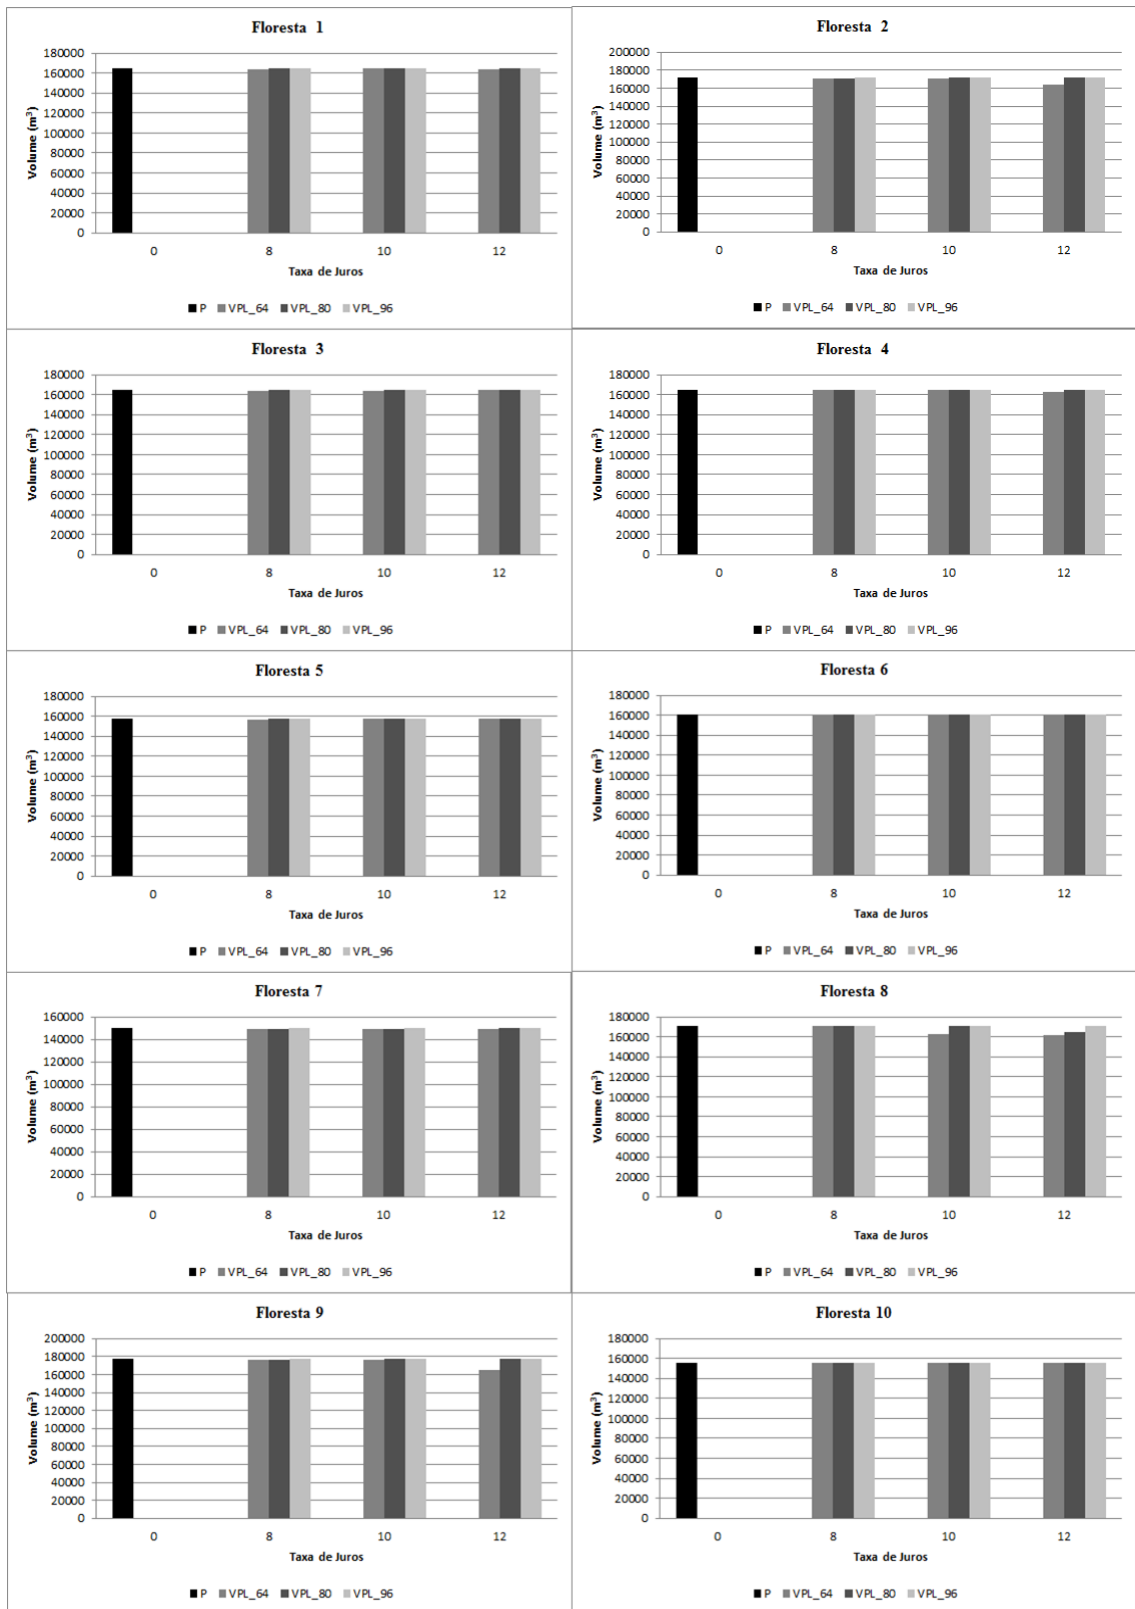 Floresta 1
Volume (m³)
180000
160000
140000
120000
100000
80000
60000
40000
20000
0
0 8 10 12
Taxa de Juros
P VPL_64 VPL_80 VPL_96
Floresta 2
Volume (m³)
200000
180000
160000
140000
120000
100000
80000
60000
40000
20000
0
0 8 10 12
Taxa de Juros
P VPL_64 VPL_80 VPL_96
Floresta 3
Volume (m³)
180000
160000
140000
120000
100000
80000
60000
40000
20000
0
0 8 10 12
Taxa de Juros
P VPL_64 VPL_80 VPL_96
Floresta 4
Volume (m³)
180000
160000
140000
120000
100000
80000
60000
40000
20000
0
0 8 10 12
Taxa de Juros
P VPL_64 VPL_80 VPL_96
Floresta 5
Volume (m³)
180000
160000
140000
120000
100000
80000
60000
40000
20000
0
0 8 10 12
Taxa de Juros
P VPL_64 VPL_80 VPL_96
Floresta 6
Volume (m³)
180000
160000
140000
120000
100000
80000
60000
40000
20000
0
0 8 10 12
Taxa de Juros
P VPL_64 VPL_80 VPL_96
Floresta 7
Volume (m³)
160000
140000
120000
100000
80000
60000
40000
20000
0
0 8 10 12
Taxa de Juros
P VPL_64 VPL_80 VPL_96
Floresta 8
Volume (m³)
180000
160000
140000
120000
100000
80000
60000
40000
20000
0
0 8 10 12
Taxa de Juros
P VPL_64 VPL_80 VPL_96
Floresta 9
Volume (m³)
200000
180000
160000
140000
120000
100000
80000
60000
40000
20000
0
0 8 10 12
Taxa de Juros
P VPL_64 VPL_80 VPL_96
Floresta 10
Volume (m³)
180000
160000
140000
120000
100000
80000
60000
40000
20000
0
0 8 10 12
Taxa de Juros
P VPL_64 VPL_80 VPL_96